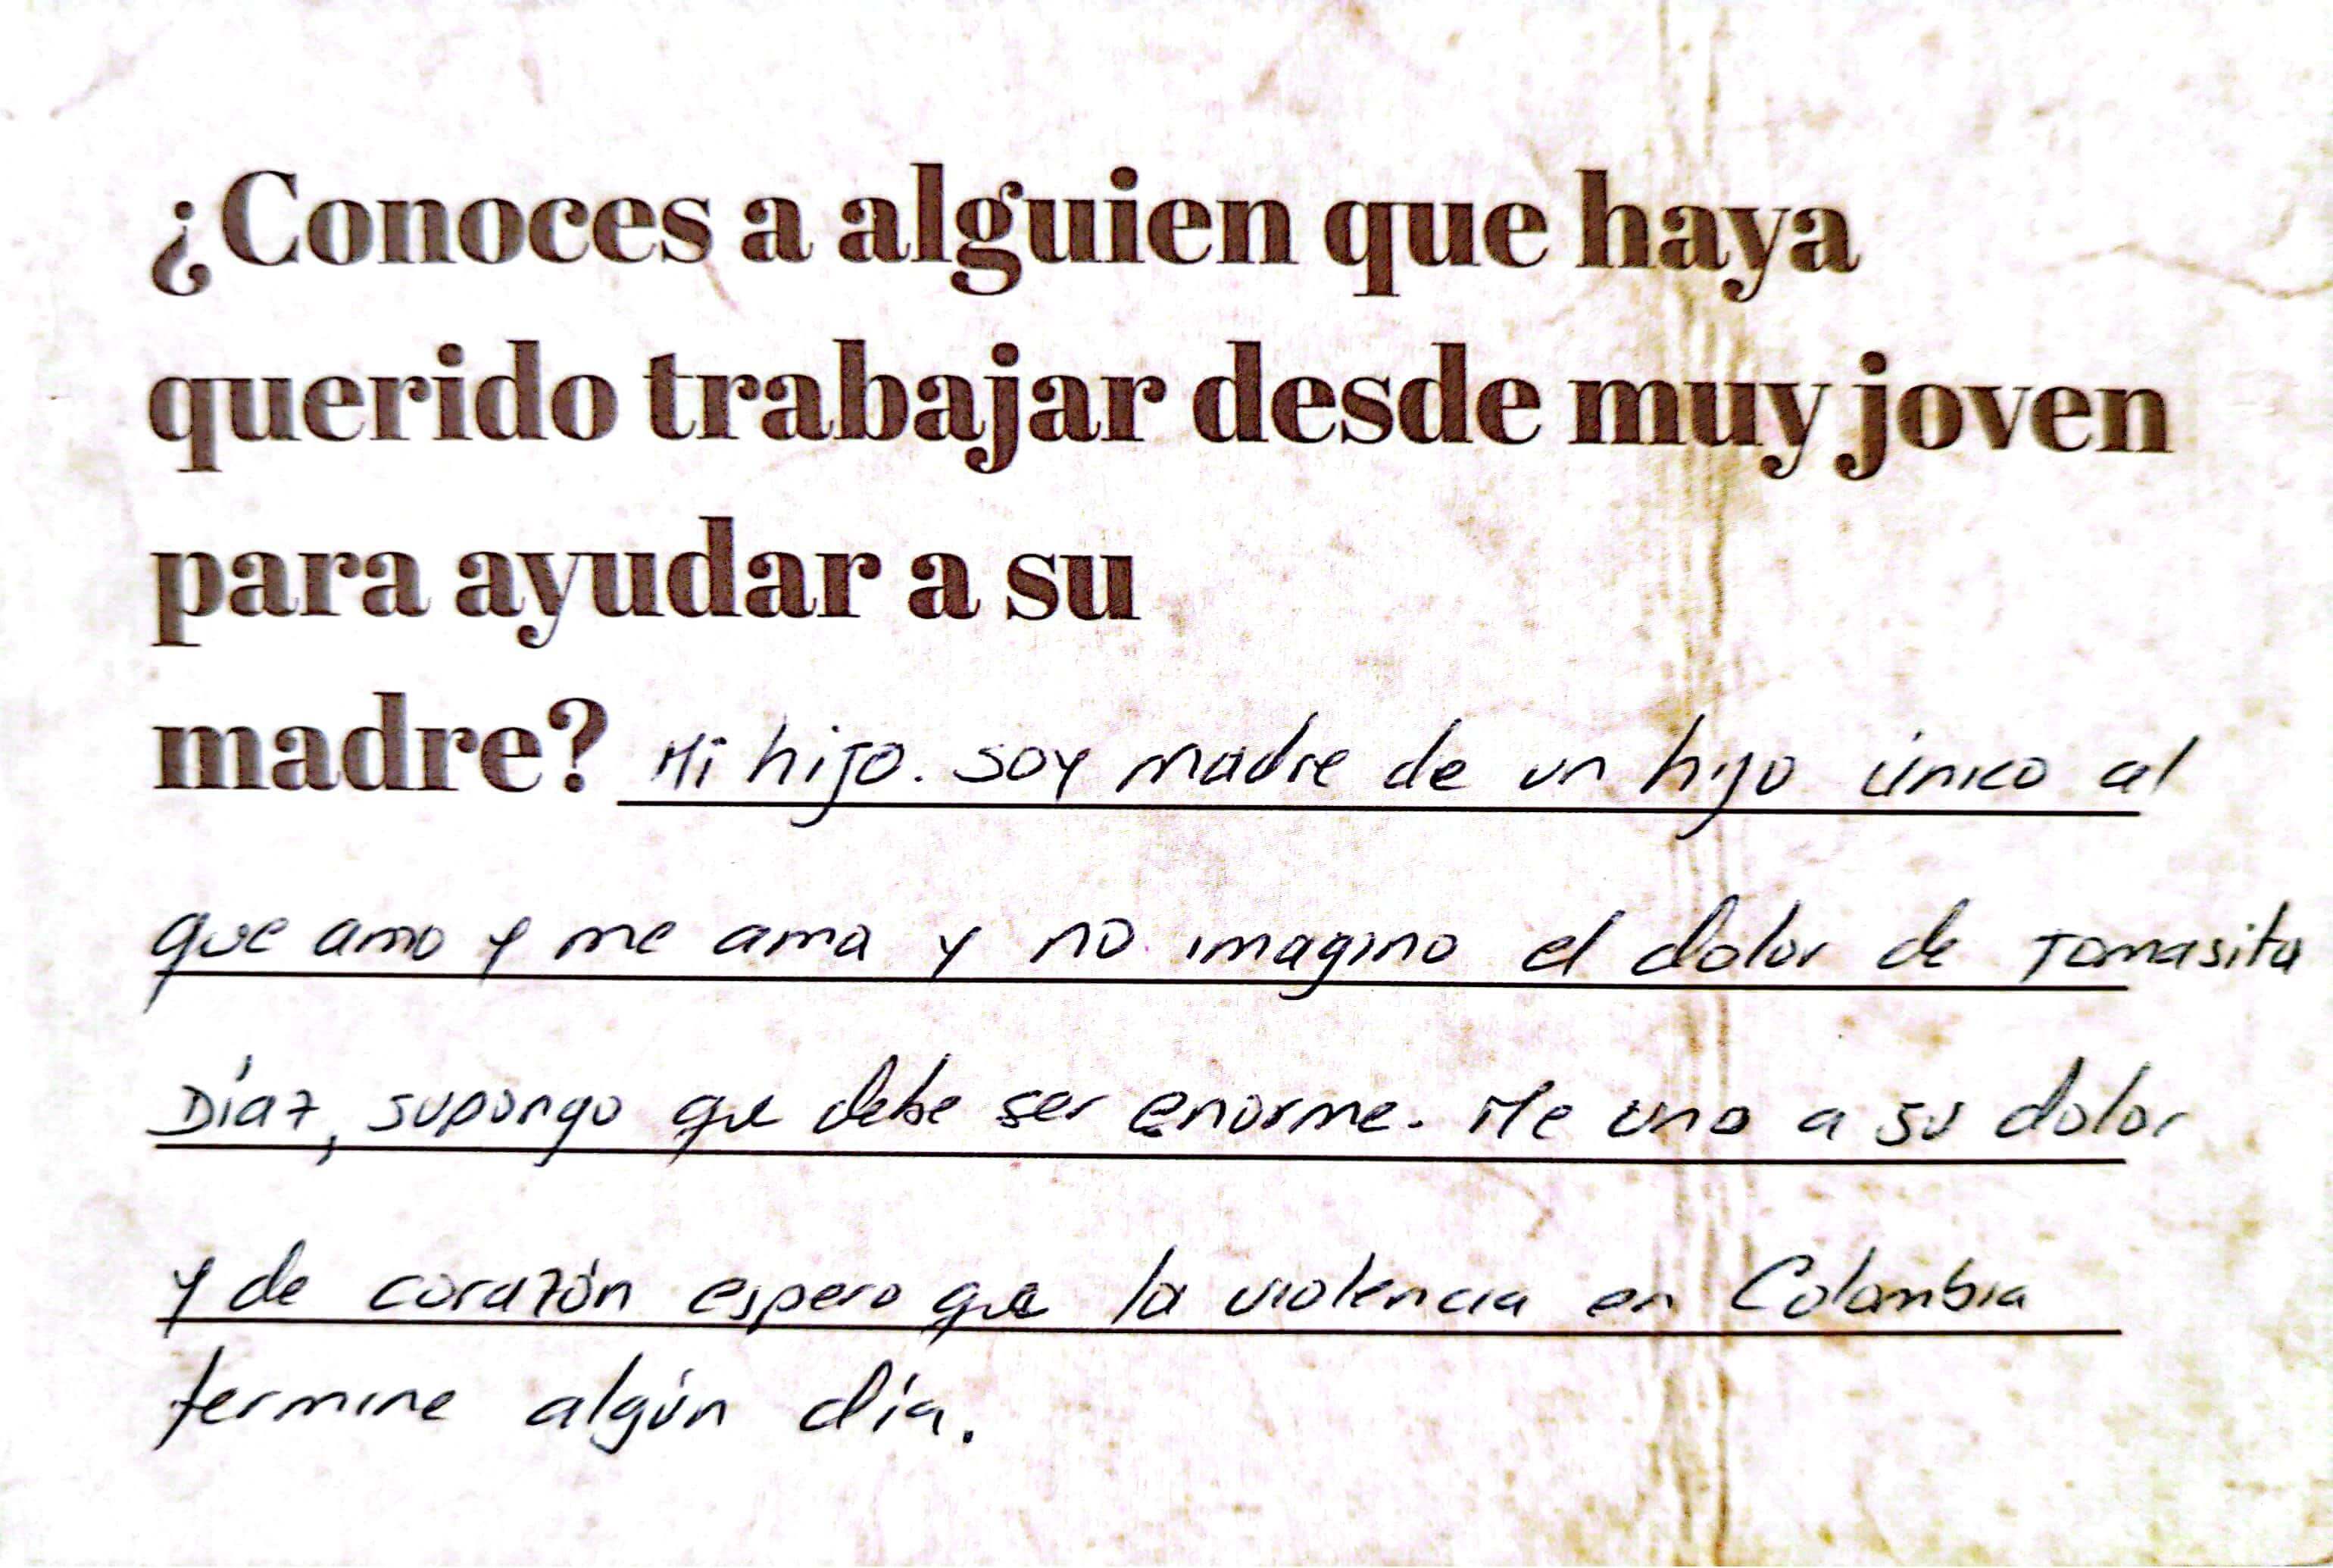 ¿Conoces a alguien que haya
querido trabajar desde muy joven
para ayudar a su
madre? Mi hijo. Soy madre de un hijo único al
que amo y me ama y no imagino el dolor de Tomasita
Díaz, supongo que debe ser enorme. Me uno a su dolor
y de corazón espero que la violencia en Colombia
termine algún día.